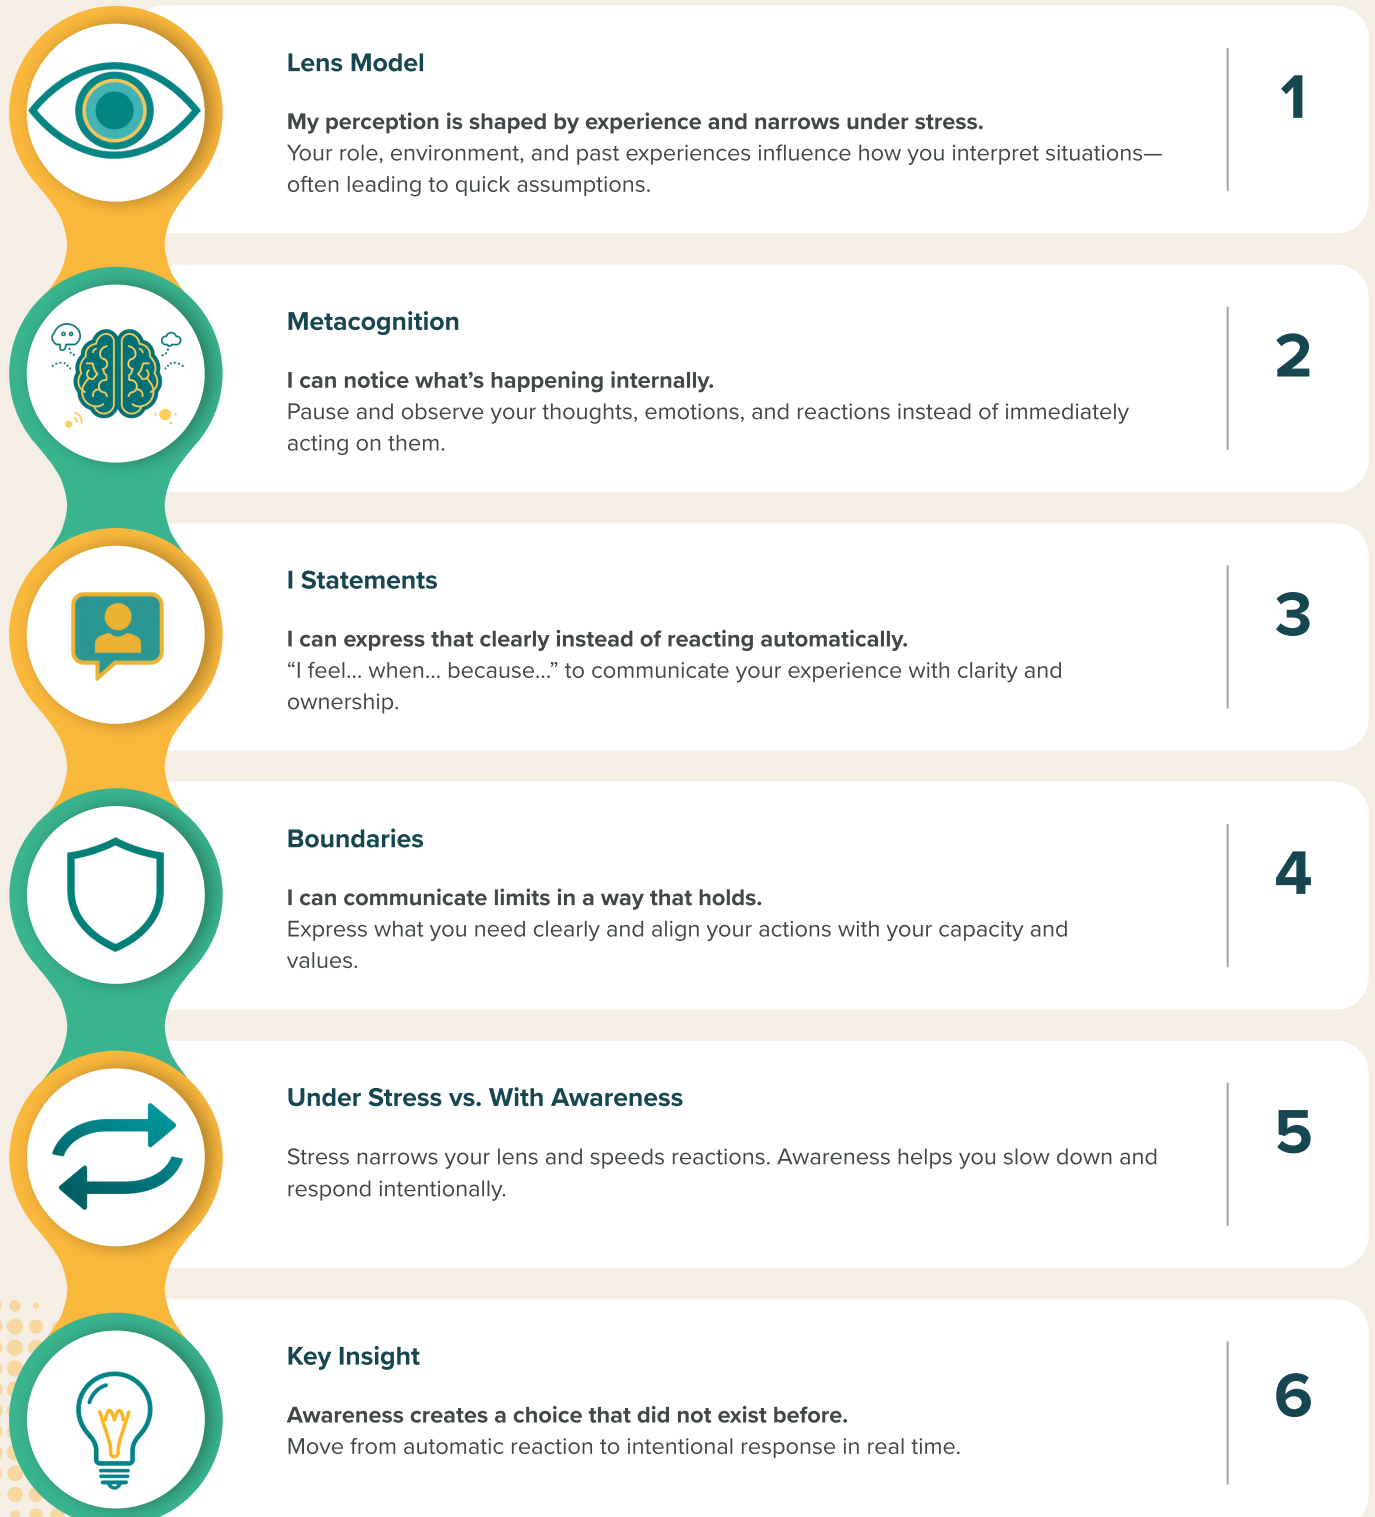 Lens Model
1
My perception is shaped by experience and narrows under stress.
Your role, environment, and past experiences influence how you interpret situations—
often leading to quick assumptions.
Metacognition
2
I can notice what’s happening internally.
Pause and observe your thoughts, emotions, and reactions instead of immediately
acting on them.
I Statements
3
I can express that clearly instead of reacting automatically.
“I feel... when... because...” to communicate your experience with clarity and
ownership.
Boundaries
4
I can communicate limits in a way that holds.
Express what you need clearly and align your actions with your capacity and
values.
Under Stress vs. With Awareness
5
Stress narrows your lens and speeds reactions. Awareness helps you slow down and
respond intentionally.
Key Insight
6
Awareness creates a choice that did not exist before.
Move from automatic reaction to intentional response in real time.